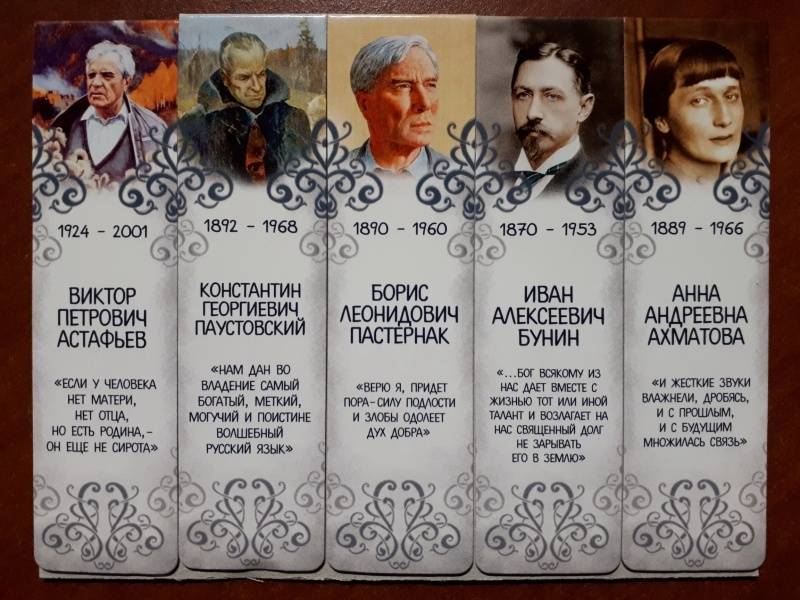 1924 - 2001
ВИКТОР
ПЕТРОВИЧ
АСТАФЬЕВ
«ЕСЛИ У ЧЕЛОВЕКА
НЕТ МАТЕРИ,
НЕТ ОТЦА,
НО ЕСТЬ РОДИНА,-
ОН ЕЩЕ НЕ СИРОТА»
1892 - 1968
КОНСТАНТИН
ГЕОРГИЕВИЧ
ПАУСТОВСКИЙ
«НАМ ДАН ВО
ВЛАДЕНИЕ САМЫЙ
БОГАТЫЙ, МЕТКИЙ,
МОГУЧИЙ И ПОИСТИНЕ
ВОЛШЕБНЫЙ
РУССКИЙ ЯЗЫК»
1890 - 1960
БОРИС
ЛЕОНИДОВИЧ
ПАСТЕРНАК
«ВЕРЮ Я, ПРИДЕТ
ПОРА-СИЛУ ПОДЛОСТИ
И ЗЛОБЫ ОДОЛЕЕТ
ДУХ ДОБРА»
1870 - 1953
ИВАН
АЛЕКСЕЕВИЧ
БУНИН
«...БОГ ВСЯКОМУ ИЗ
НАС ДАЕТ ВМЕСТЕ С
ЖИЗНЬЮ ТОТ ИЛИ ИНОЙ
ТАЛАНТ И ВОЗЛАГАЕТ НА
НАС СВЯЩЕННЫЙ ДОЛГ
НЕ ЗАРЫВАТЬ
ЕГО В ЗЕМЛЮ»
1889 - 1966
АННА
АНДРЕЕВНА
АХМАТОВА
«И ЖЕСТКИЕ ЗВУКИ
ВЛАЖНЕЛИ, ДРОБЯСЬ,
И С ПРОШЛЫМ,
И С БУДУЩИМ
МНОЖИЛАСЬ СВЯЗЬ»